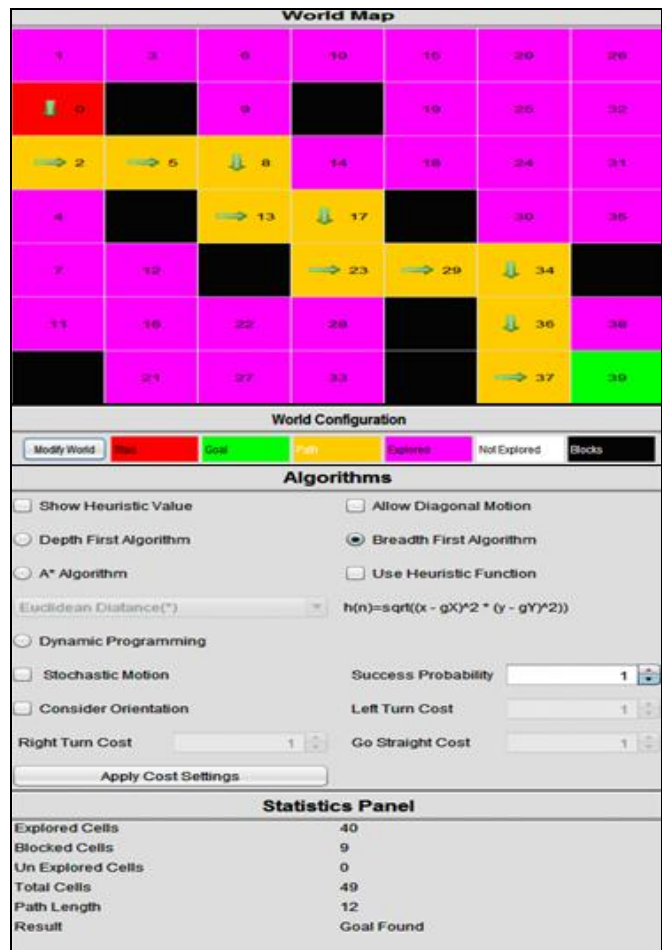 World Map
1 3 6 10 15 20 26
0 9 19 25 32
2 5 8 14 18 24 31
4 13 17 30 35
7 12 23 29 34
11 16 22 28 36 38
21 27 33 37 39
World Configuration
Modify World Goal Path Explored Not Explored Blocks
Algorithms
Show Heuristic Value Allow Diagonal Motion
Depth First Algorithm Breadth First Algorithm
A* Algorithm Use Heuristic Function
Euclidean Diatance(*) h(n)=sqrt((x - gX)^2 * (y - gY)^2))
Dynamic Programming
Stochastic Motion Success Probability 1
Consider Orientation Left Turn Cost 1
Right Turn Cost 1 Go Straight Cost 1
Apply Cost Settings
Statistics Panel
Explored Cells 40
Blocked Cells 9
Un Explored Cells 0
Total Cells 49
Path Length 12
Result Goal Found